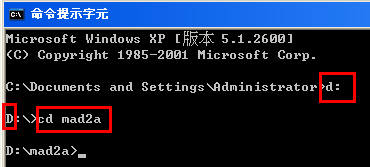 命令提示字元
Microsoft Windows XP [版本 5.1.2600]
(C) Copyright 1985-2001 Microsoft Corp.
C:\Documents and Settings\Administrator>d:
D:\>cd mad2a
D:\mad2a>_